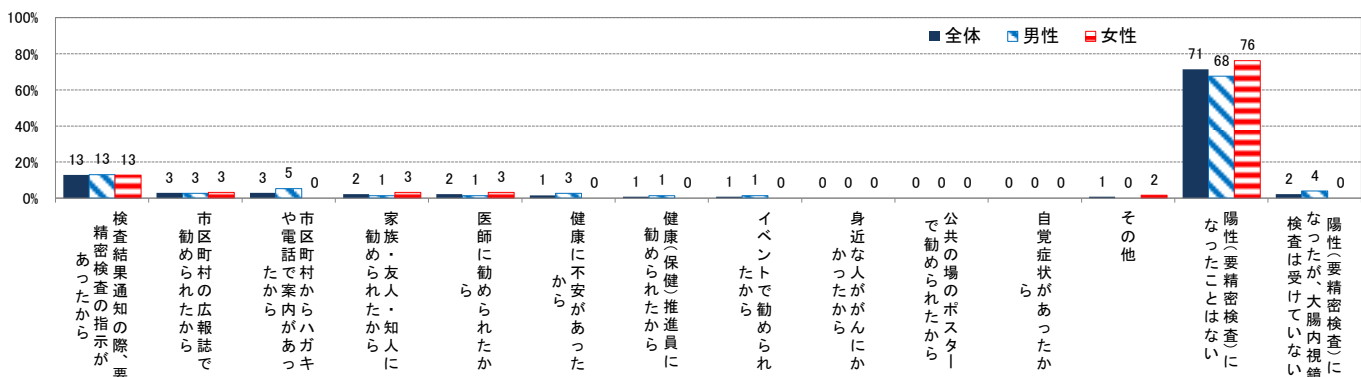 100%
80%
60%
40%
20%
0%
全体 男性 女性
13 13 13
3 3 3
3 5 0
2 1 3
2 1 3
1 3 0
1 1 0
1 1 0
0 0 0
0 0 0
0 0 0
1 0 2
71 68 76
2 4 0
検査結果通知の際、要
精密検査の指示が
あったから
市区町村の広報誌で
勧められたから
市区町村からハガキ
や電話で案内があっ
たから
家族・友人・知人に
勧められたから
医師に勧められたか
ら
健康に不安があった
から
健康(保健)推進員に
勧められたから
イベントで勧められ
たから
身近な人ががんにか
かったから
公共の場のポスター
で勧められたから
自覚症状があったか
ら
その他
陽性(要精密検査)に
なったことはない
陽性(要精密検査)に
なったが、大腸内視鏡
検査は受けていない